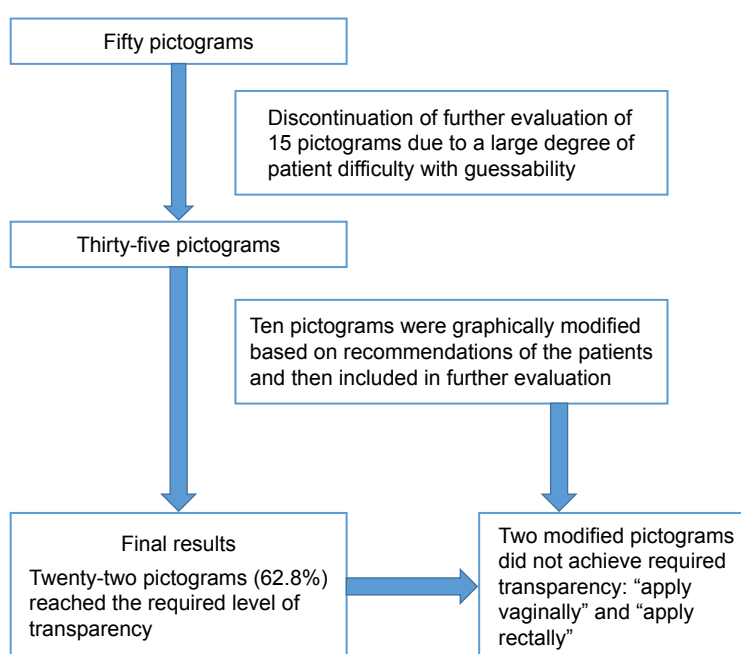 Fifty pictograms
Discontinuation of further evaluation of
15 pictograms due to a large degree of
patient difficulty with guessability
Thirty-five pictograms
Ten pictograms were graphically modified
based on recommendations of the patients
and then included in further evaluation
Final results
Twenty-two pictograms (62.8%)
reached the required level of
transparency
Two modified pictograms
did not achieve required
transparency: “apply
vaginally” and “apply
rectally”